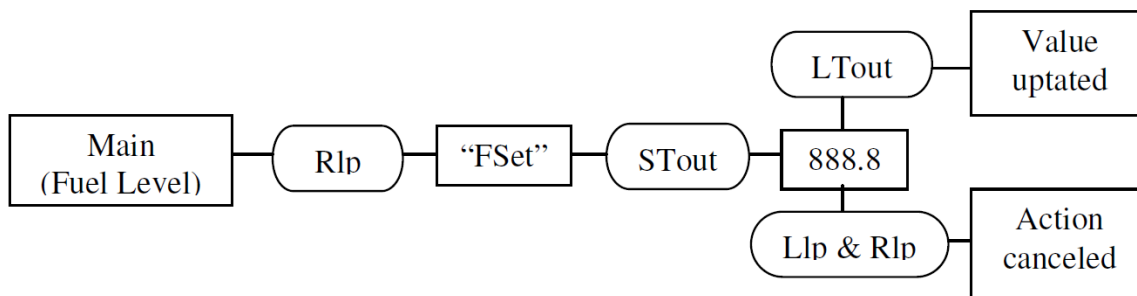 Main
(Fuel Level)
Rlp
“FSet”
STout
888.8
LTout
Value
uptated
Llp & Rlp
Action
canceled